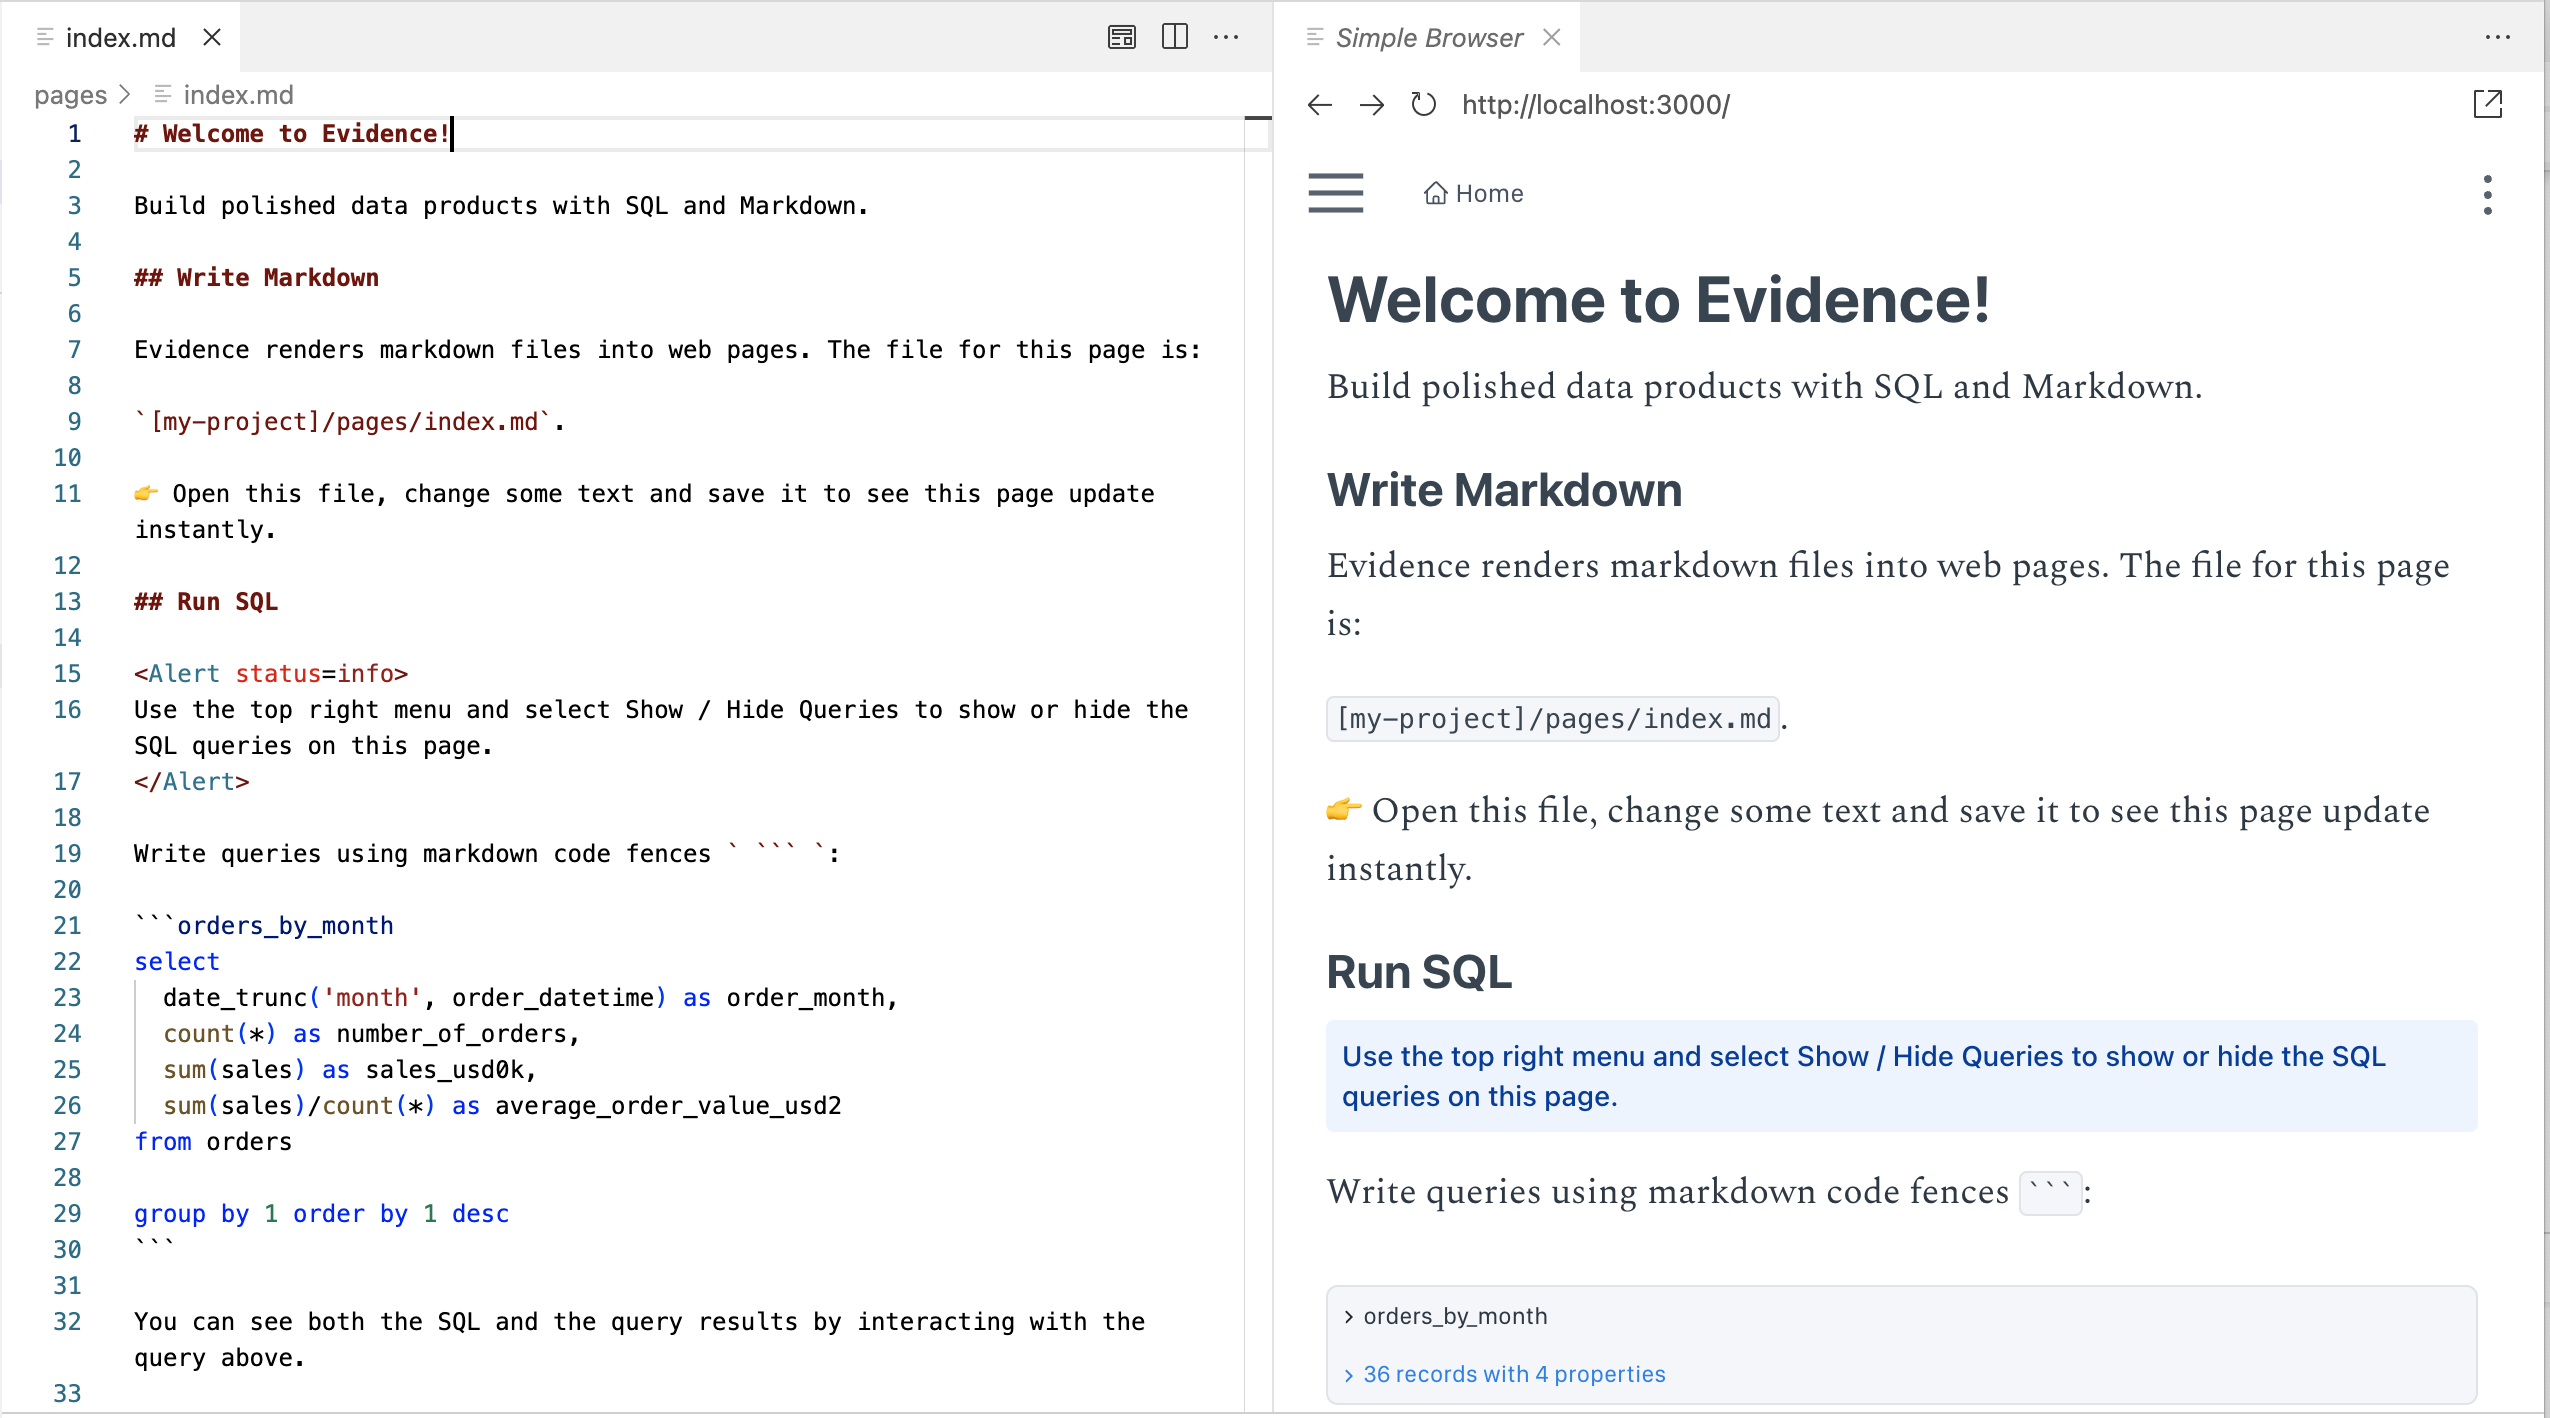 index.md
pages > index.md
1 # Welcome to Evidence!
2
3 Build polished data products with SQL and Markdown.
4
5 ## Write Markdown
6
7 Evidence renders markdown files into web pages. The file for this page is:
8
9 `[my-project]/pages/index.md`.
10
11 👉 Open this file, change some text and save it to see this page update
instantly.
12
13 ## Run SQL
14
15 <Alert status=info>
16 Use the top right menu and select Show / Hide Queries to show or hide the
SQL queries on this page.
17 </Alert>
18
19 Write queries using markdown code fences ` ``` `:
20
21 ```orders_by_month
22 select
23   date_trunc('month', order_datetime) as order_month,
24   count(*) as number_of_orders,
25   sum(sales) as sales_usd0k,
26   sum(sales)/count(*) as average_order_value_usd2
27 from orders
28
29 group by 1 order by 1 desc
30 ```
31
32 You can see both the SQL and the query results by interacting with the
query above.
33
Simple Browser
http://localhost:3000/
Home
Welcome to Evidence!
Build polished data products with SQL and Markdown.
Write Markdown
Evidence renders markdown files into web pages. The file for this page
is:
[my-project]/pages/index.md.
👉 Open this file, change some text and save it to see this page update
instantly.
Run SQL
Use the top right menu and select Show / Hide Queries to show or hide the SQL
queries on this page.
Write queries using markdown code fences ```:
> orders_by_month
> 36 records with 4 properties